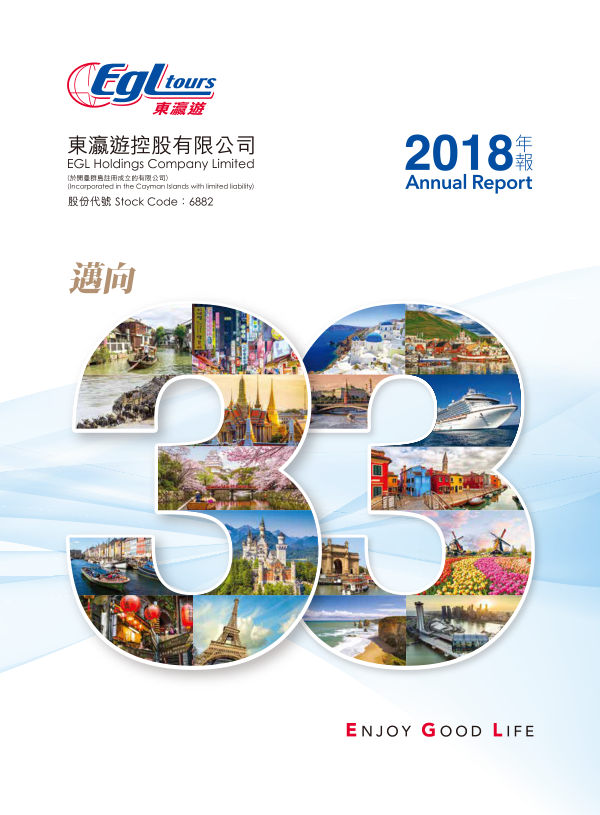 Egl tours
東瀛遊
東瀛遊控股有限公司
EGL Holdings Company Limited
(於開曼群島註冊成立的有限公司)
(Incorporated in the Cayman Islands with limited liability)
股份代號 Stock Code：6882
2018年報
Annual Report
邁向
33
ENJOY GOOD LIFE